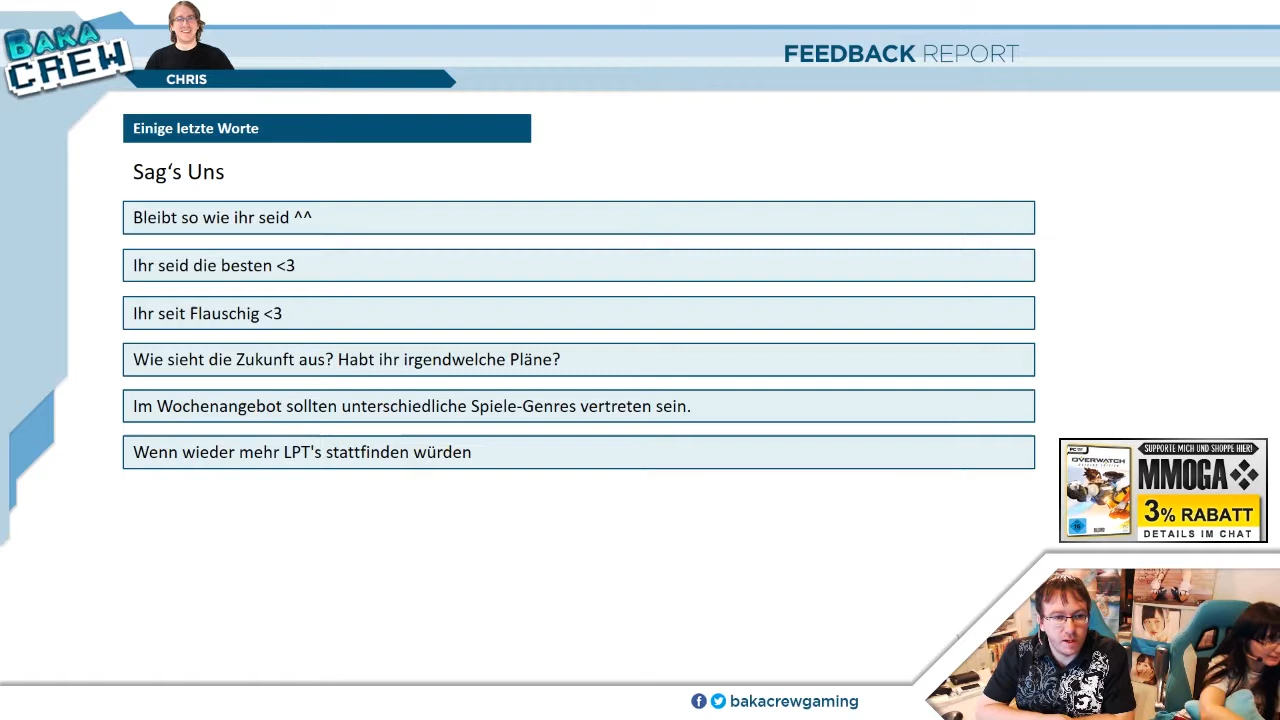 BAKA
CREW
CHRIS
FEEDBACK REPORT
Einige letzte Worte
Sag‘s Uns
Bleibt so wie ihr seid ^^
Ihr seid die besten <3
Ihr seit Flauschig <3
Wie sieht die Zukunft aus? Habt ihr irgendwelche Pläne?
Im Wochenangebot sollten unterschiedliche Spiele-Genres vertreten sein.
Wenn wieder mehr LPT's stattfinden würden
SUPPORTE MICH UND SHOPPE HIER!
PC
OVERWATCH
MMOGA
3% RABATT
DETAILS IM CHAT
bakacrewgaming